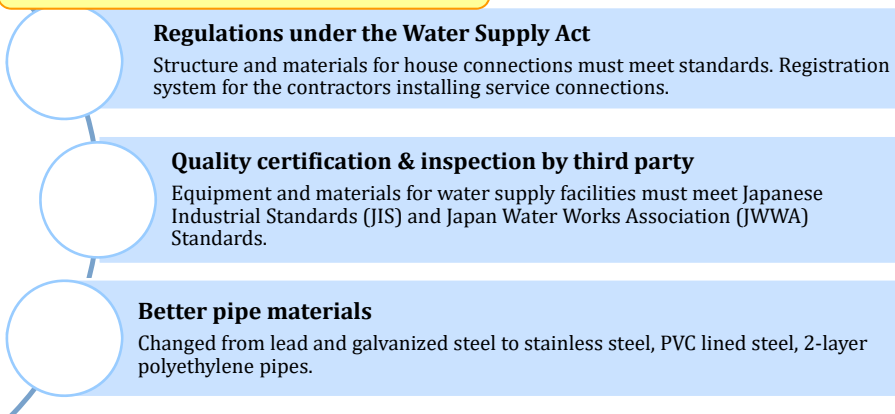 Regulations under the Water Supply Act
Structure and materials for house connections must meet standards. Registration
system for the contractors installing service connections.
Quality certification & inspection by third party
Equipment and materials for water supply facilities must meet Japanese
Industrial Standards (JIS) and Japan Water Works Association (JWWA)
Standards.
Better pipe materials
Changed from lead and galvanized steel to stainless steel, PVC lined steel, 2-layer
polyethylene pipes.